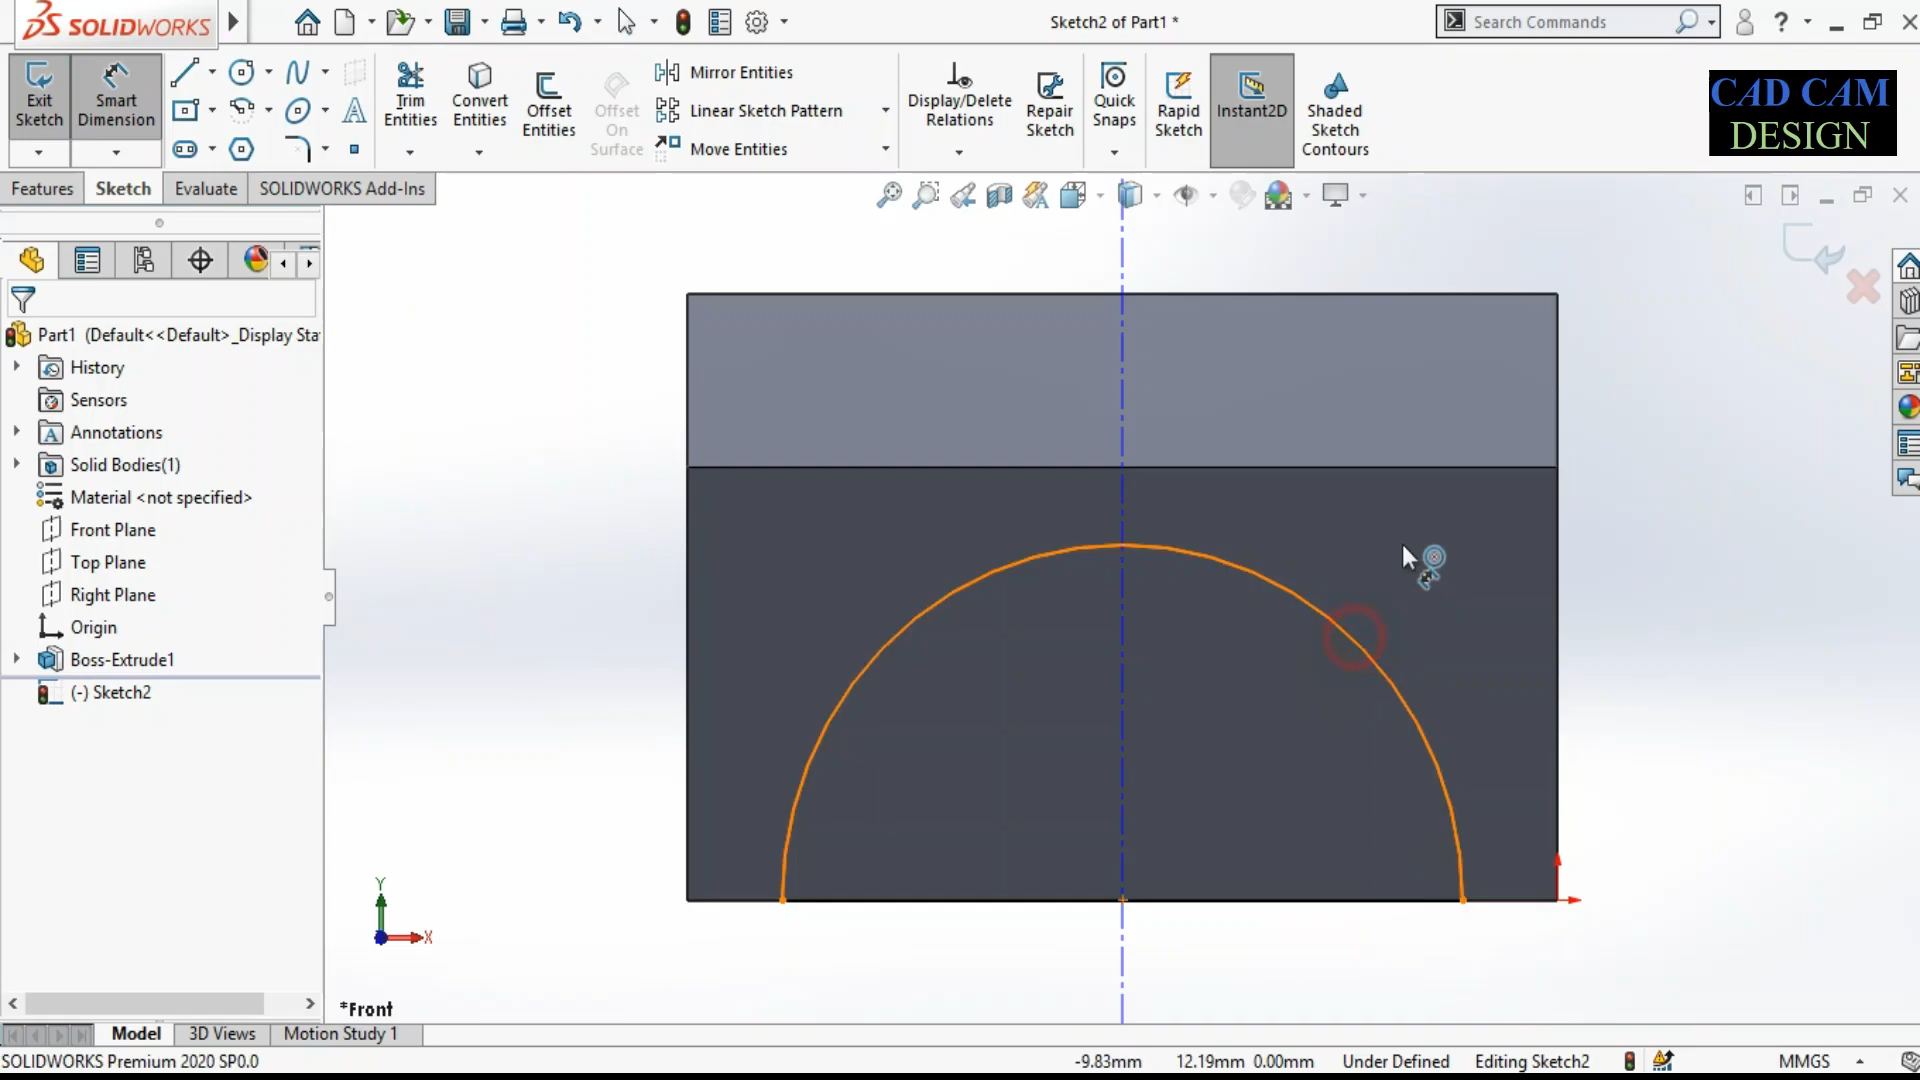 SOLIDWORKS
Sketch2 of Part1 *
Search Commands
Exit Sketch
Smart Dimension
Trim Entities
Convert Entities
Offset Entities
Offset On Surface
Mirror Entities
Linear Sketch Pattern
Move Entities
Display/Delete Relations
Repair Sketch
Quick Snaps
Rapid Sketch
Instant2D
Shaded Sketch Contours
CAD CAM
DESIGN
Features
Sketch
Evaluate
SOLIDWORKS Add-Ins
Part1 (Default<<Default>_Display Sta
History
Sensors
Annotations
Solid Bodies(1)
Material <not specified>
Front Plane
Top Plane
Right Plane
Origin
Boss-Extrude1
(-) Sketch2
Y
X
*Front
Model
3D Views
Motion Study 1
SOLIDWORKS Premium 2020 SP0.0
-9.83mm
12.19mm 0.00mm
Under Defined
Editing Sketch2
MMGS